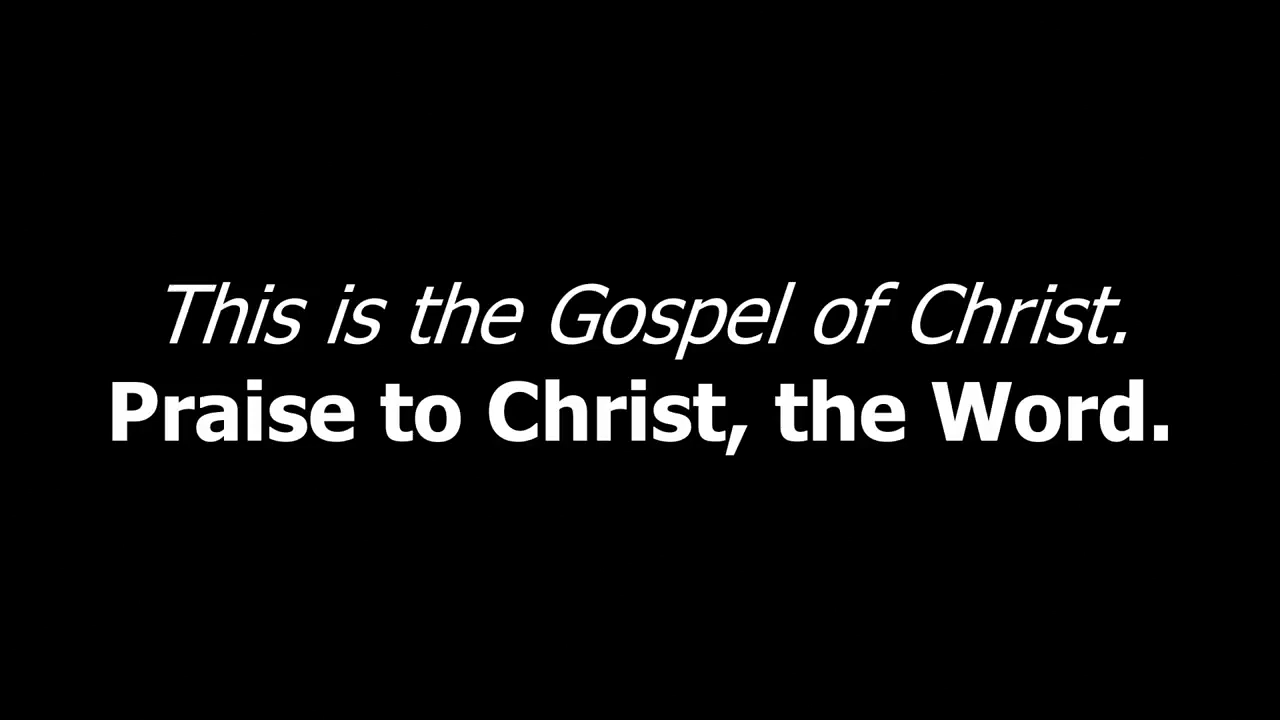 This is the Gospel of Christ.
Praise to Christ, the Word.